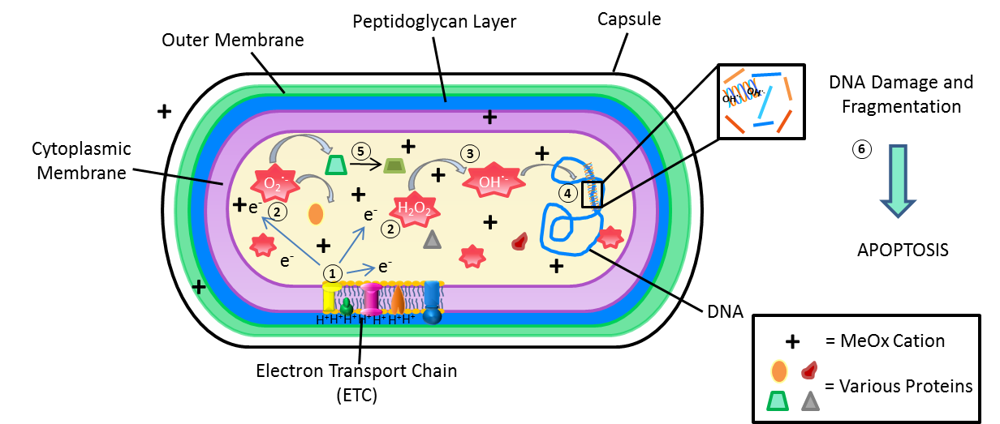 Peptidoglycan Layer
Capsule
Outer Membrane
DNA Damage and
Fragmentation
OH·-
OH·-
Cytoplasmic
Membrane
+
+
+
+
+
+
+
+
+
+
+
5
3
6
O₂·-
OH·-
4
H₂O₂
2
2
e-
e-
e-
e-
1
APOPTOSIS
H+H+H+H+H+H+H+
DNA
Electron Transport Chain
(ETC)
+ = MeOx Cation
= Various Proteins